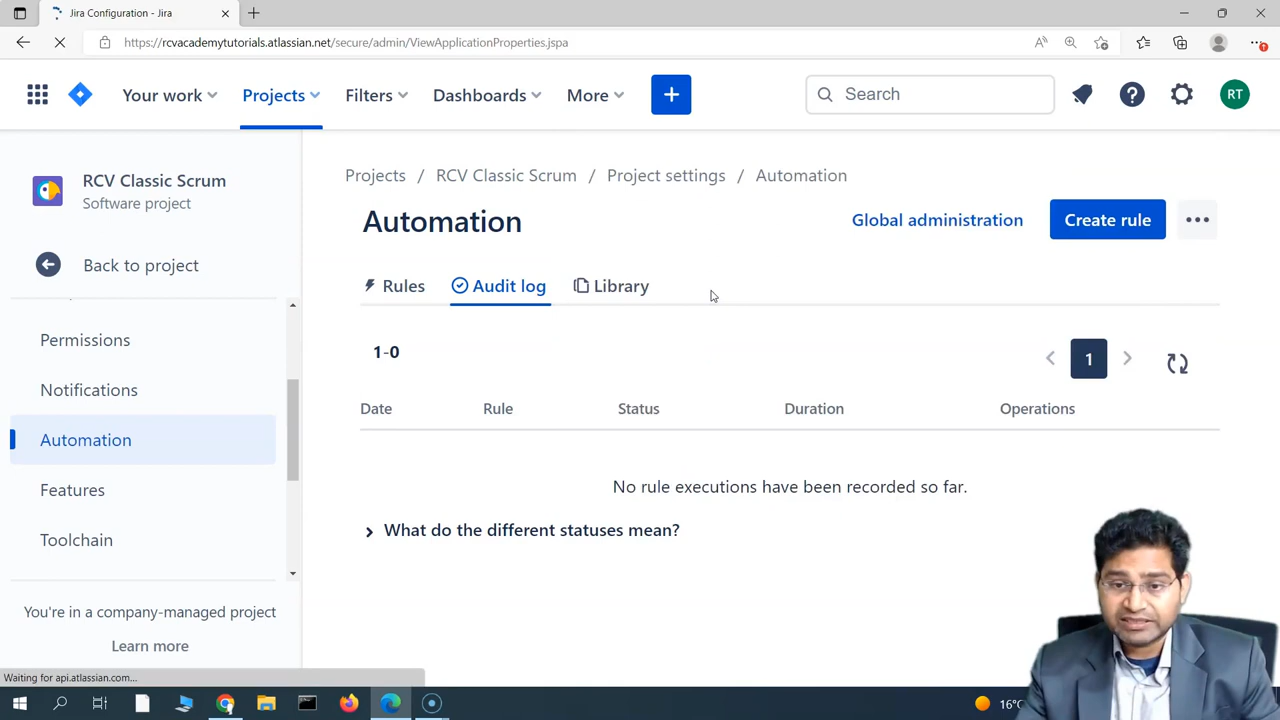 Jira Configuration - Jira
https://rcvacademytutorials.atlassian.net/secure/admin/ViewApplicationProperties.jspa
Your work
Projects
Filters
Dashboards
More
Search
RT
RCV Classic Scrum
Software project
Back to project
Permissions
Notifications
Automation
Features
Toolchain
You're in a company-managed project
Learn more
Projects / RCV Classic Scrum / Project settings / Automation
Automation
Global administration
Create rule
Rules
Audit log
Library
1-0
1
Date Rule Status Duration Operations
No rule executions have been recorded so far.
What do the different statuses mean?
Waiting for api.atlassian.com...
16°C